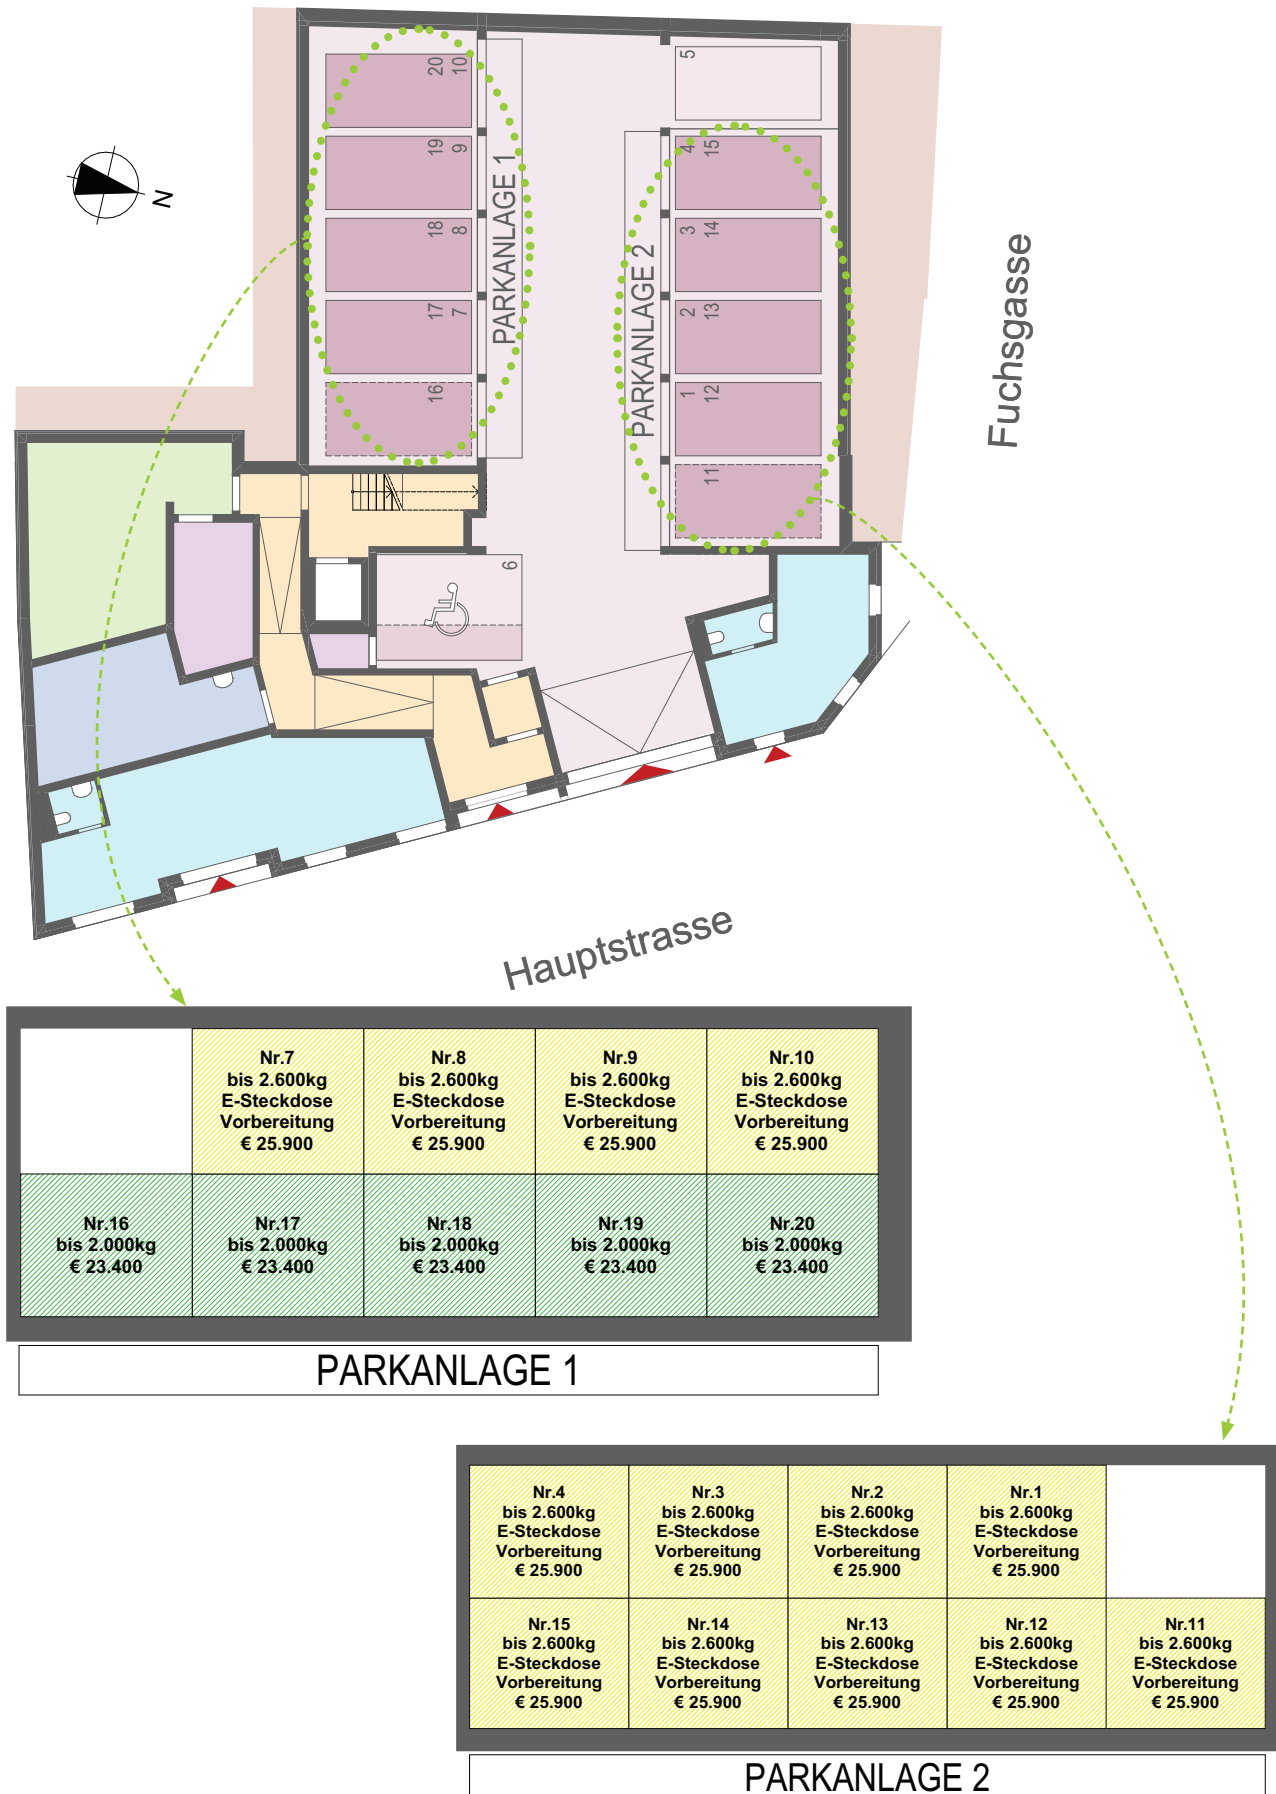 20
10
5
19
9
4
15
PARKANLAGE 1
N
18
8
3
14
PARKANLAGE 2
Fuchsgasse
17
7
2
13
16
1
12
11
6
Hauptstrasse
Nr.7
bis 2.600kg
E-Steckdose
Vorbereitung
€ 25.900
Nr.8
bis 2.600kg
E-Steckdose
Vorbereitung
€ 25.900
Nr.9
bis 2.600kg
E-Steckdose
Vorbereitung
€ 25.900
Nr.10
bis 2.600kg
E-Steckdose
Vorbereitung
€ 25.900
Nr.16
bis 2.000kg
€ 23.400
Nr.17
bis 2.000kg
€ 23.400
Nr.18
bis 2.000kg
€ 23.400
Nr.19
bis 2.000kg
€ 23.400
Nr.20
bis 2.000kg
€ 23.400
PARKANLAGE 1
Nr.4
bis 2.600kg
E-Steckdose
Vorbereitung
€ 25.900
Nr.3
bis 2.600kg
E-Steckdose
Vorbereitung
€ 25.900
Nr.2
bis 2.600kg
E-Steckdose
Vorbereitung
€ 25.900
Nr.1
bis 2.600kg
E-Steckdose
Vorbereitung
€ 25.900
Nr.15
bis 2.600kg
E-Steckdose
Vorbereitung
€ 25.900
Nr.14
bis 2.600kg
E-Steckdose
Vorbereitung
€ 25.900
Nr.13
bis 2.600kg
E-Steckdose
Vorbereitung
€ 25.900
Nr.12
bis 2.600kg
E-Steckdose
Vorbereitung
€ 25.900
Nr.11
bis 2.600kg
E-Steckdose
Vorbereitung
€ 25.900
PARKANLAGE 2